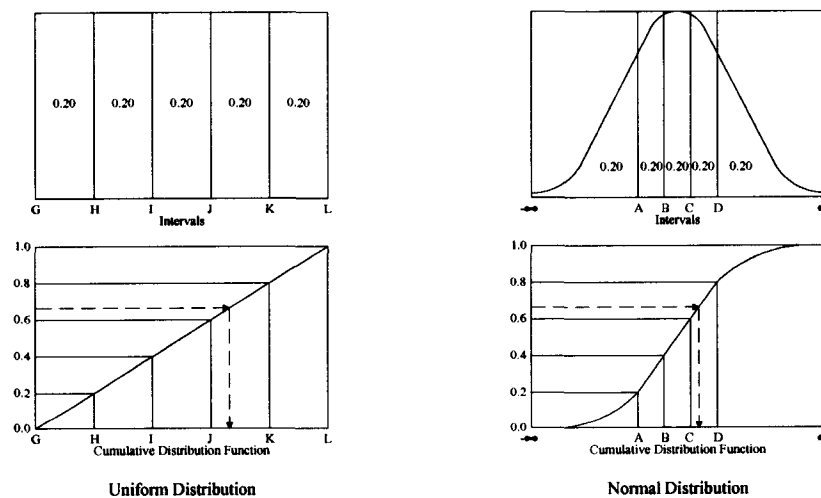 0.20 0.20 0.20 0.20 0.20
G H I J K L
Intervals
0.20 0.20 0.20 0.20 0.20
-∞ A B C D
Intervals
1.0
0.8
0.6
0.4
0.2
0.0
G H I J K L
Cumulative Distribution Function
Uniform Distribution
1.0
0.8
0.6
0.4
0.2
0.0
-∞ A B C D
Cumulative Distribution Function
Normal Distribution